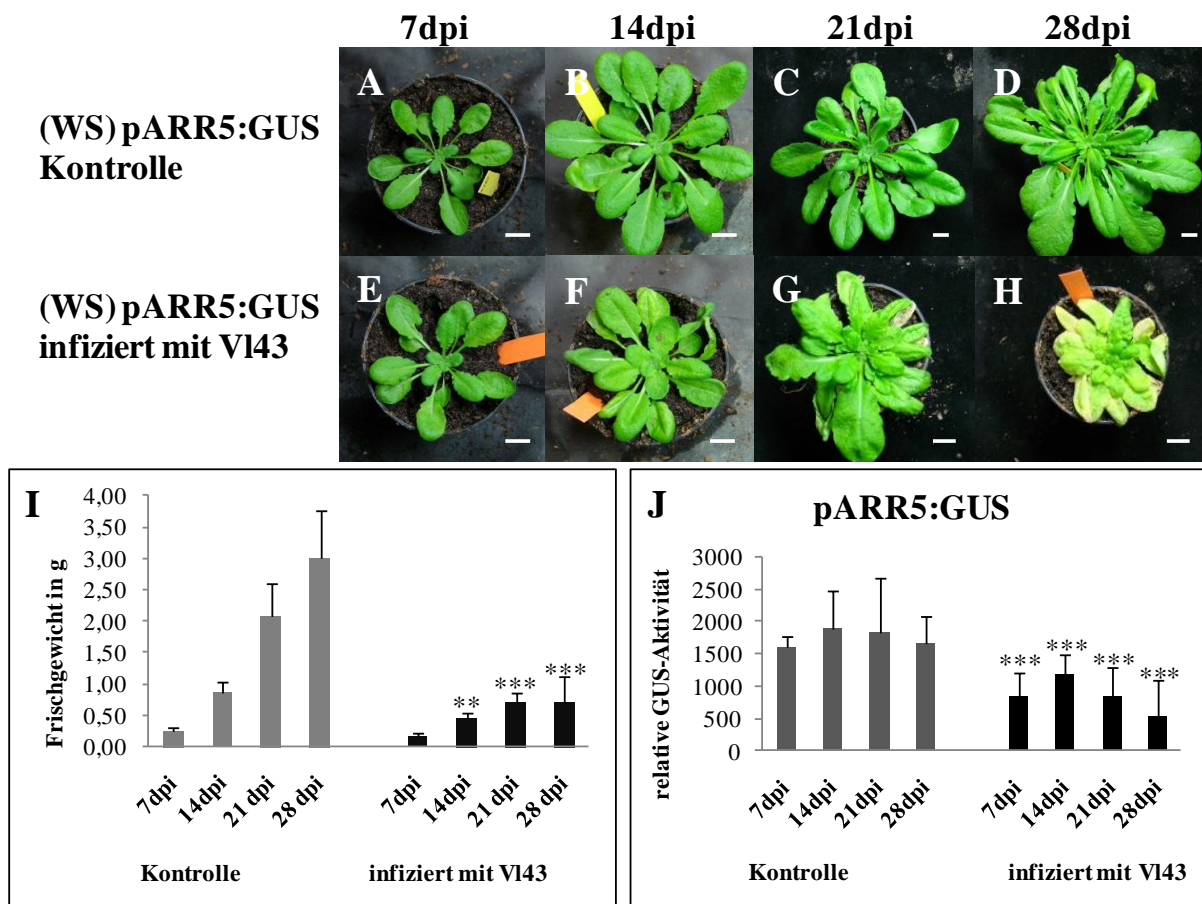 7dpi 14dpi 21dpi 28dpi
A B C D
(WS) pARR5:GUS
Kontrolle
E F G H
(WS) pARR5:GUS
infiziert mit Vl43
I
4,00
3,50
3,00
2,50
2,00
1,50
1,00
0,50
0,00
Frischgewicht in g
** *** ***
7dpi 14dpi 21 dpi 28 dpi 7dpi 14dpi 21 dpi 28 dpi
Kontrolle infiziert mit Vl43
J pARR5:GUS
3000
2500
2000
1500
1000
500
0
relative GUS-Aktivität
*** *** *** ***
7dpi 14dpi 21dpi 28dpi 7dpi 14dpi 21dpi 28dpi
Kontrolle infiziert mit Vl43